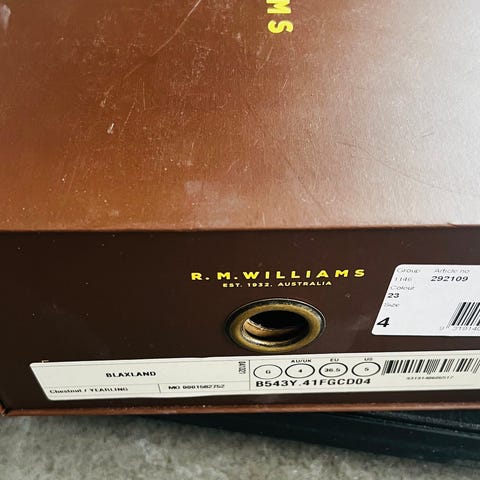 MS
R.M.WILLIAMS
EST. 1932. AUSTRALIA
Group Article no
1146 292109
Colour
23
Size
4
BLAXLAND
Chestnut / YEARLING
G
AU/UK
4
EU
36.5
US
5
B543Y.41FGCD04